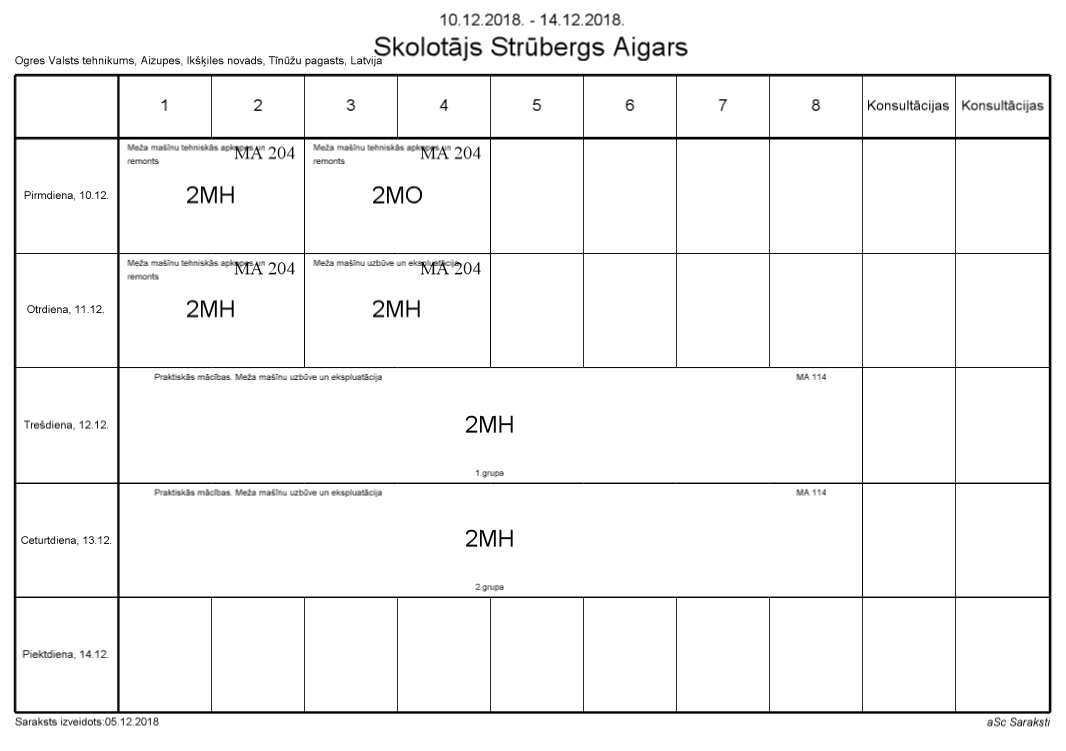 10.12.2018. - 14.12.2018.
Skolotājs Strūbergs Aigars
Ogres Valsts tehnikums, Aizupes, Ikšķiles novads, Tīnūžu pagasts, Latvija
1 2 3 4 5 6 7 8 Konsultācijas Konsultācijas
Pirmdiena, 10.12.
Meža mašīnu tehniskās apkopes un
remonts
MA 204
2MH
Meža mašīnu tehniskās apkopes un
remonts
MA 204
2MO
Otrdiena, 11.12.
Meža mašīnu tehniskās apkopes un
remonts
MA 204
2MH
Meža mašīnu uzbūve un ekspluatācija
MA 204
2MH
Trešdiena, 12.12.
Praktiskās mācības. Meža mašīnu uzbūve un ekspluatācija
MA 114
2MH
1.grupa
Ceturtdiena, 13.12.
Praktiskās mācības. Meža mašīnu uzbūve un ekspluatācija
MA 114
2MH
2.grupa
Piektdiena, 14.12.
Saraksts izveidots:05.12.2018
aSc Saraksti